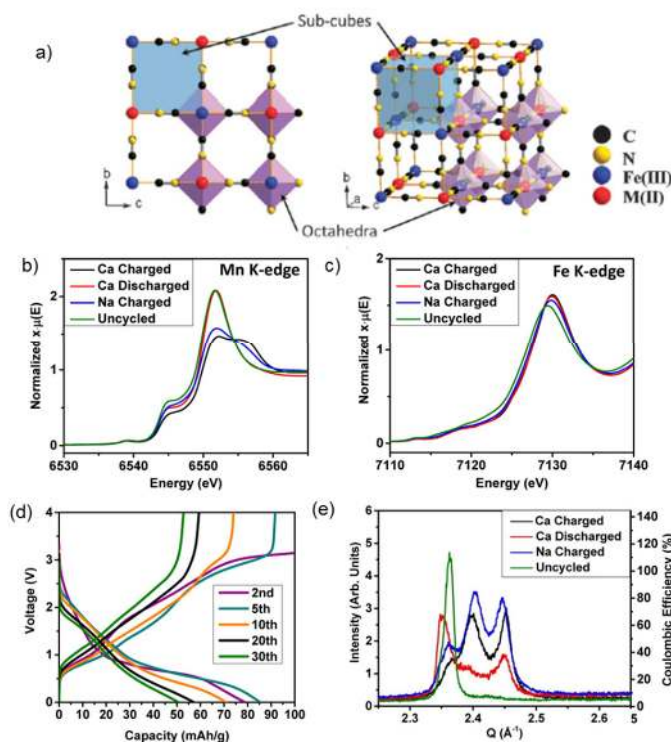 a)
Sub-cubes
b
c
b
a
c
Octahedra
C
N
Fe(III)
M(II)
b)
Ca Charged
Ca Discharged
Na Charged
Uncycled
Mn K-edge
Normalized x·μ(E)
2
1
0
6530 6540 6550 6560
Energy (eV)
c)
Ca Charged
Ca Discharged
Na Charged
Uncycled
Fe K-edge
Normalized x·μ(E)
2
1
0
7110 7120 7130 7140
Energy (eV)
(d)
Voltage (V)
4
3
2
1
0
2nd
5th
10th
20th
30th
0 10 20 30 40 50 60 70 80 90 100
Capacity (mAh/g)
(e)
Intensity (Arb. Units)
6
5
4
3
2
1
0
Ca Charged
Ca Discharged
Na Charged
Uncycled
140
120
100
80
60
40
20
0
Coulombic Efficiency (%)
2.3 2.4 2.5 2.6 5
Q (Å⁻¹)